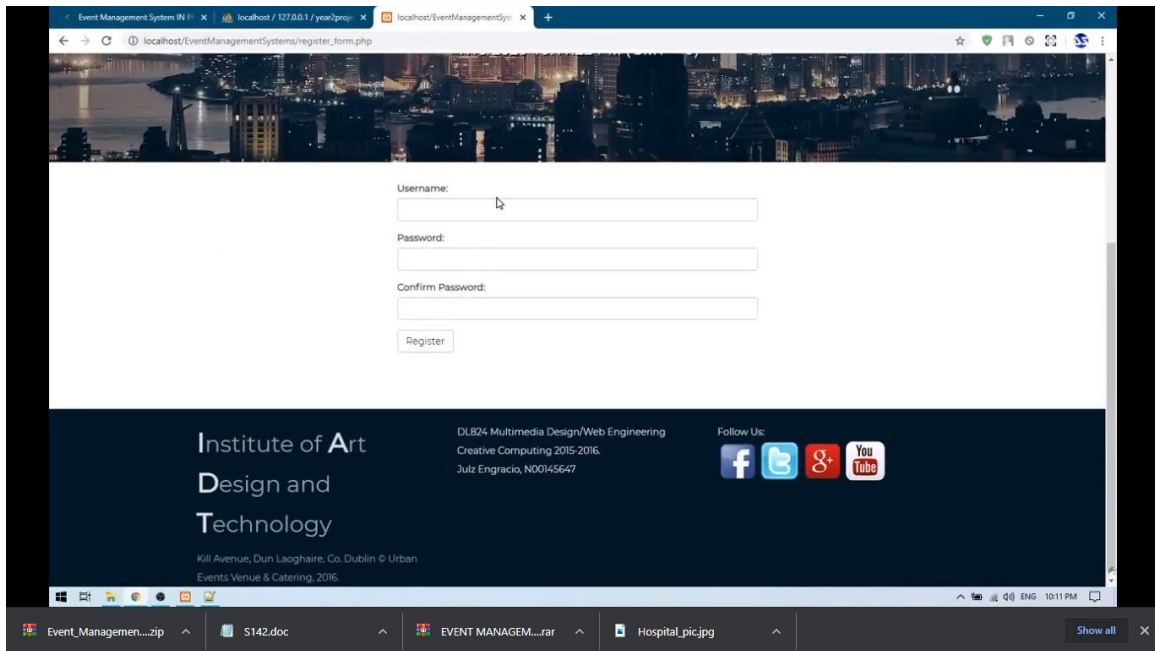 Event Management System IN P
localhost / 127.0.0.1 / year2proje
localhost/EventManagementSyst
localhost/EventManagementSystems/register_form.php
Username:
Password:
Confirm Password:
Register
Institute of Art
Design and
Technology
Kill Avenue, Dun Laoghaire, Co. Dublin © Urban
Events Venue & Catering, 2016.
DL824 Multimedia Design/Web Engineering
Creative Computing 2015-2016.
Julz Engracio, N00145647
Follow Us:
You
Tube
ENG
10:11 PM
Event_Managemen....zip
S142.doc
EVENT MANAGEM....rar
Hospital_pic.jpg
Show all